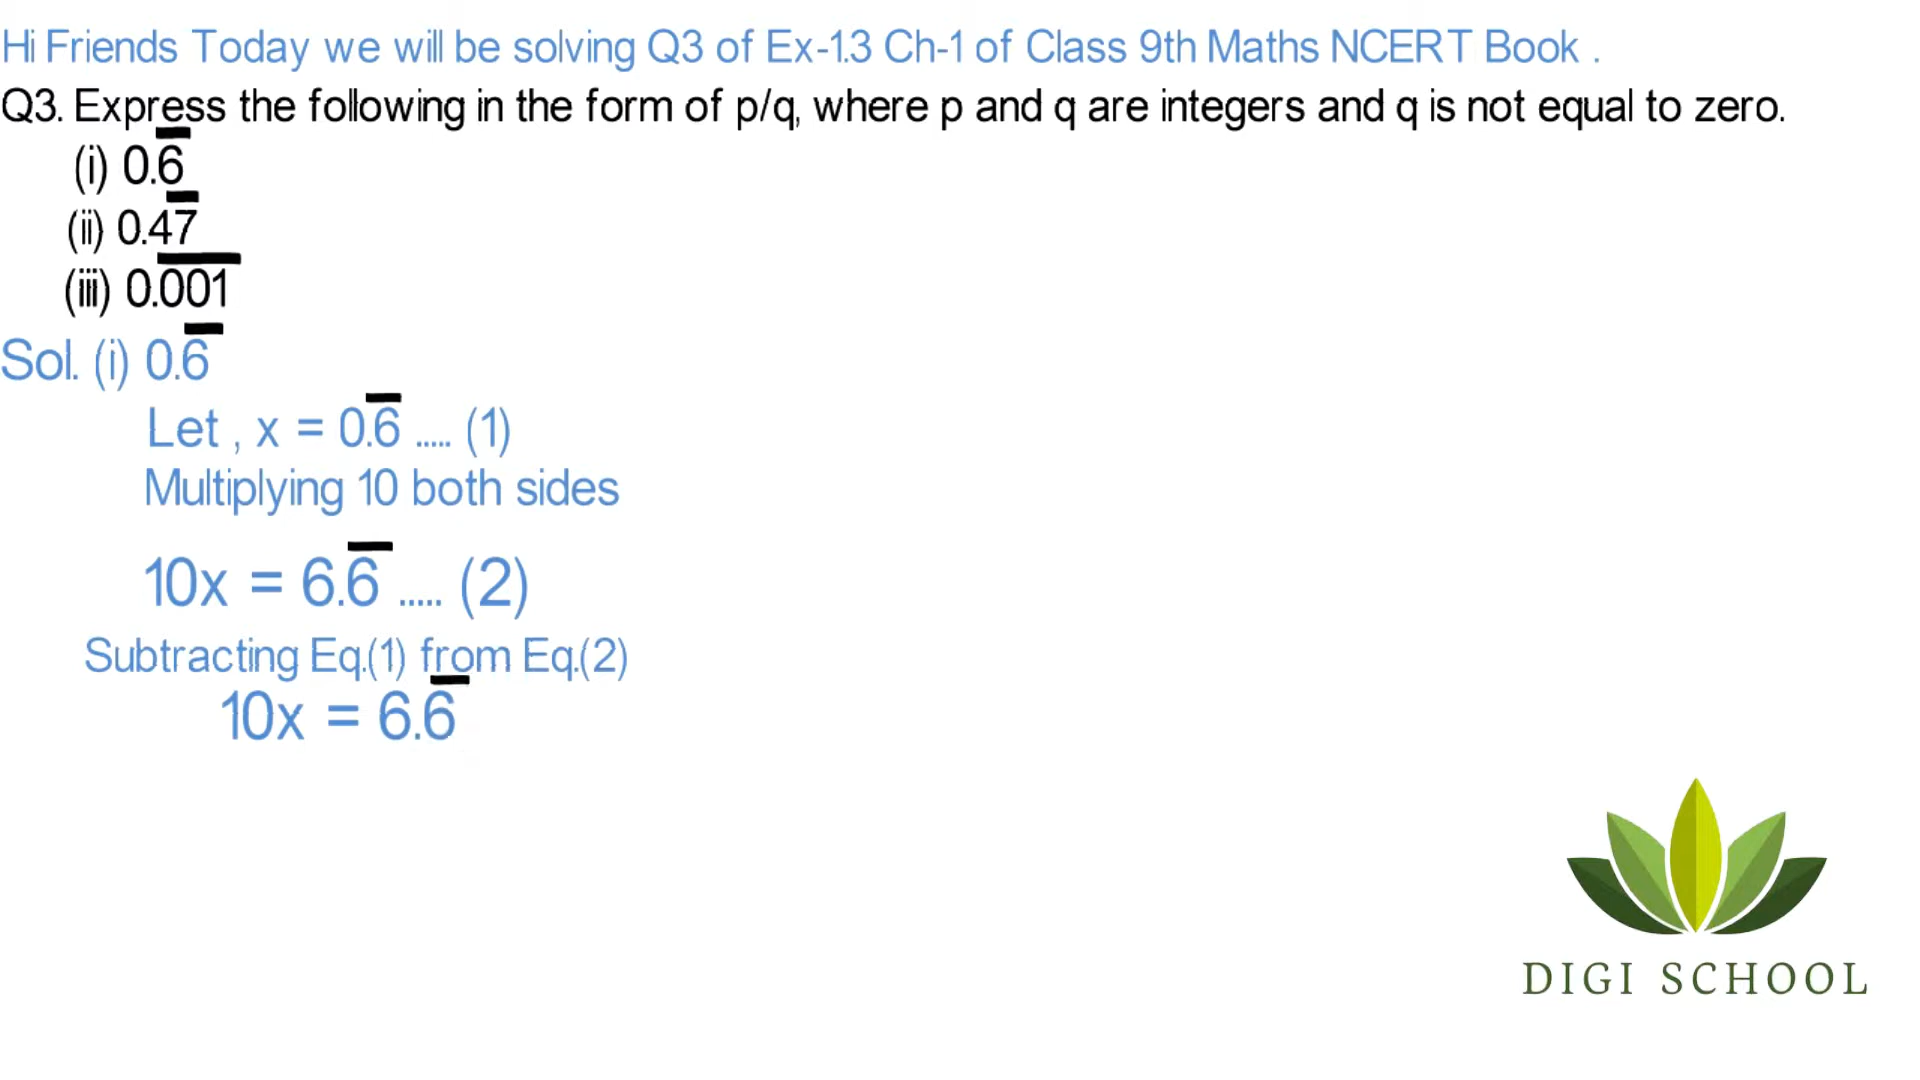 Hi Friends Today we will be solving Q3 of Ex-1.3 Ch-1 of Class 9th Maths NCERT Book .
Q3. Express the following in the form of p/q, where p and q are integers and q is not equal to zero.
(i) 0.6̅
(ii) 0.47̅
(iii) 0.0̅0̅1̅
Sol. (i) 0.6̅
Let , x = 0.6̅ ..... (1)
Multiplying 10 both sides
10x = 6.6̅ ..... (2)
Subtracting Eq.(1) from Eq.(2)
10x = 6.6̅
DIGI SCHOOL